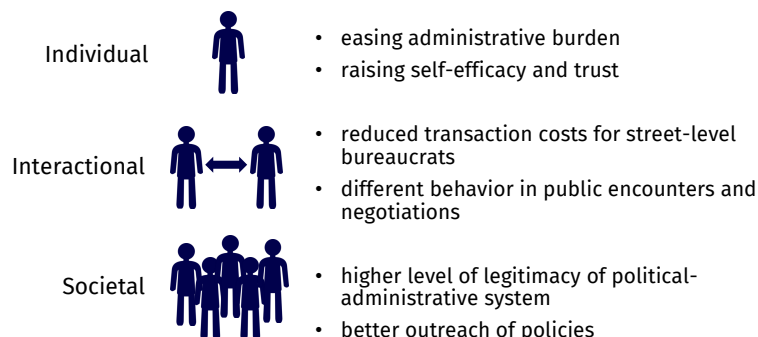 Individual
• easing administrative burden
• raising self-efficacy and trust
Interactional
• reduced transaction costs for street-level
bureaucrats
• different behavior in public encounters and
negotiations
Societal
• higher level of legitimacy of political-
administrative system
• better outreach of policies